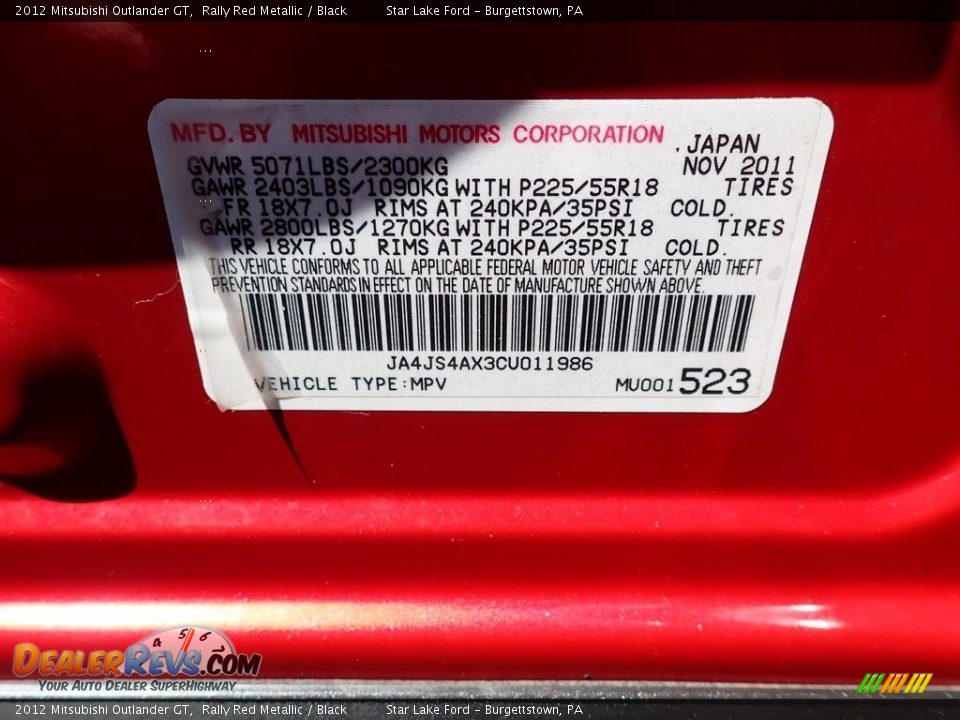 2012 Mitsubishi Outlander GT,  Rally Red Metallic / Black          Star Lake Ford - Burgettstown, PA
MFD. BY MITSUBISHI MOTORS CORPORATION
.JAPAN
GVWR 5071LBS/2300KG NOV 2011
GAWR 2403LBS/1090KG WITH P225/55R18 TIRES
FR 18X7.0J RIMS AT 240KPA/35PSI COLD.
GAWR 2800LBS/1270KG WITH P225/55R18 TIRES
RR 18X7.0J RIMS AT 240KPA/35PSI COLD.
THIS VEHICLE CONFORMS TO ALL APPLICABLE FEDERAL MOTOR VEHICLE SAFETY AND THEFT
PREVENTION STANDARDS IN EFFECT ON THE DATE OF MANUFACTURE SHOWN ABOVE.
JA4JS4AX3CU011986
VEHICLE TYPE:MPV MU001523
4 5 6
DEALERREVS.COM
YOUR AUTO DEALER SUPERHIGHWAY
2012 Mitsubishi Outlander GT,  Rally Red Metallic / Black          Star Lake Ford - Burgettstown, PA